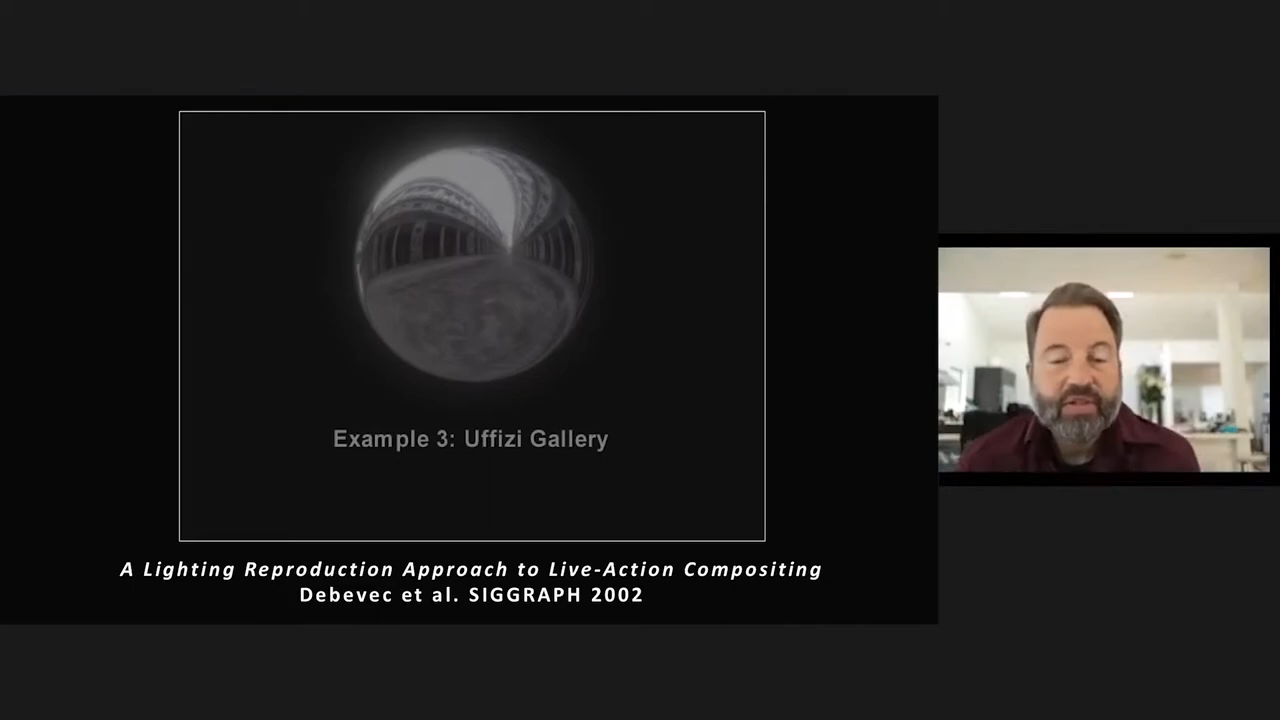 Example 3: Uffizi Gallery
A Lighting Reproduction Approach to Live-Action Compositing
Debevec et al. SIGGRAPH 2002